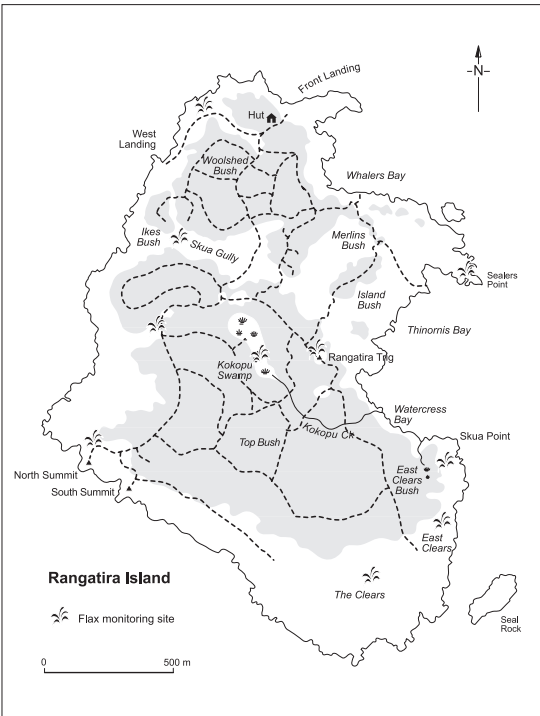 -N-
Front Landing
Hut
West
Landing
Woolshed
Bush
Whalers Bay
Ikes
Bush
Skua Gully
Merlins
Bush
Sealers
Point
Island
Bush
Thinornis Bay
Rangatira Trig
Kokopu
Swamp
Watercress
Bay
Kokopu Ck
Top Bush
Skua Point
North Summit
South Summit
East
Clears
Bush
East
Clears
The Clears
Rangatira Island
Flax monitoring site
Seal
Rock
0 500 m